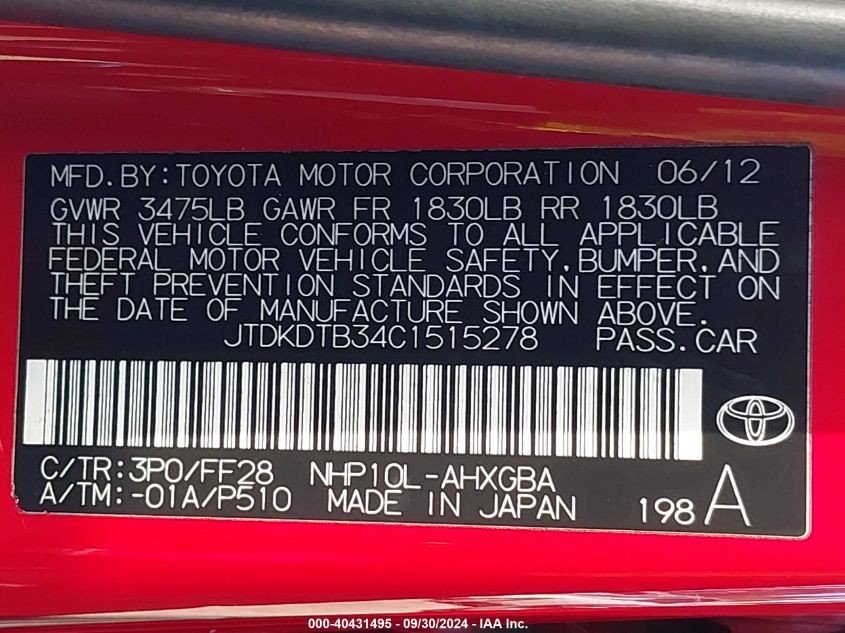 MFD.BY:TOYOTA MOTOR CORPORATION 06/12
GVWR 3475LB GAWR FR 1830LB RR 1830LB
THIS VEHICLE CONFORMS TO ALL APPLICABLE
FEDERAL MOTOR VEHICLE SAFETY,BUMPER,AND
THEFT PREVENTION STANDARDS IN EFFECT ON
THE DATE OF MANUFACTURE SHOWN ABOVE.
JTDKDTB34C1515278 PASS.CAR
C/TR:3P0/FF28 NHP10L-AHXGBA
A/TM:-01A/P510 MADE IN JAPAN 198 A
000-40431495 - 09/30/2024 - IAA Inc.